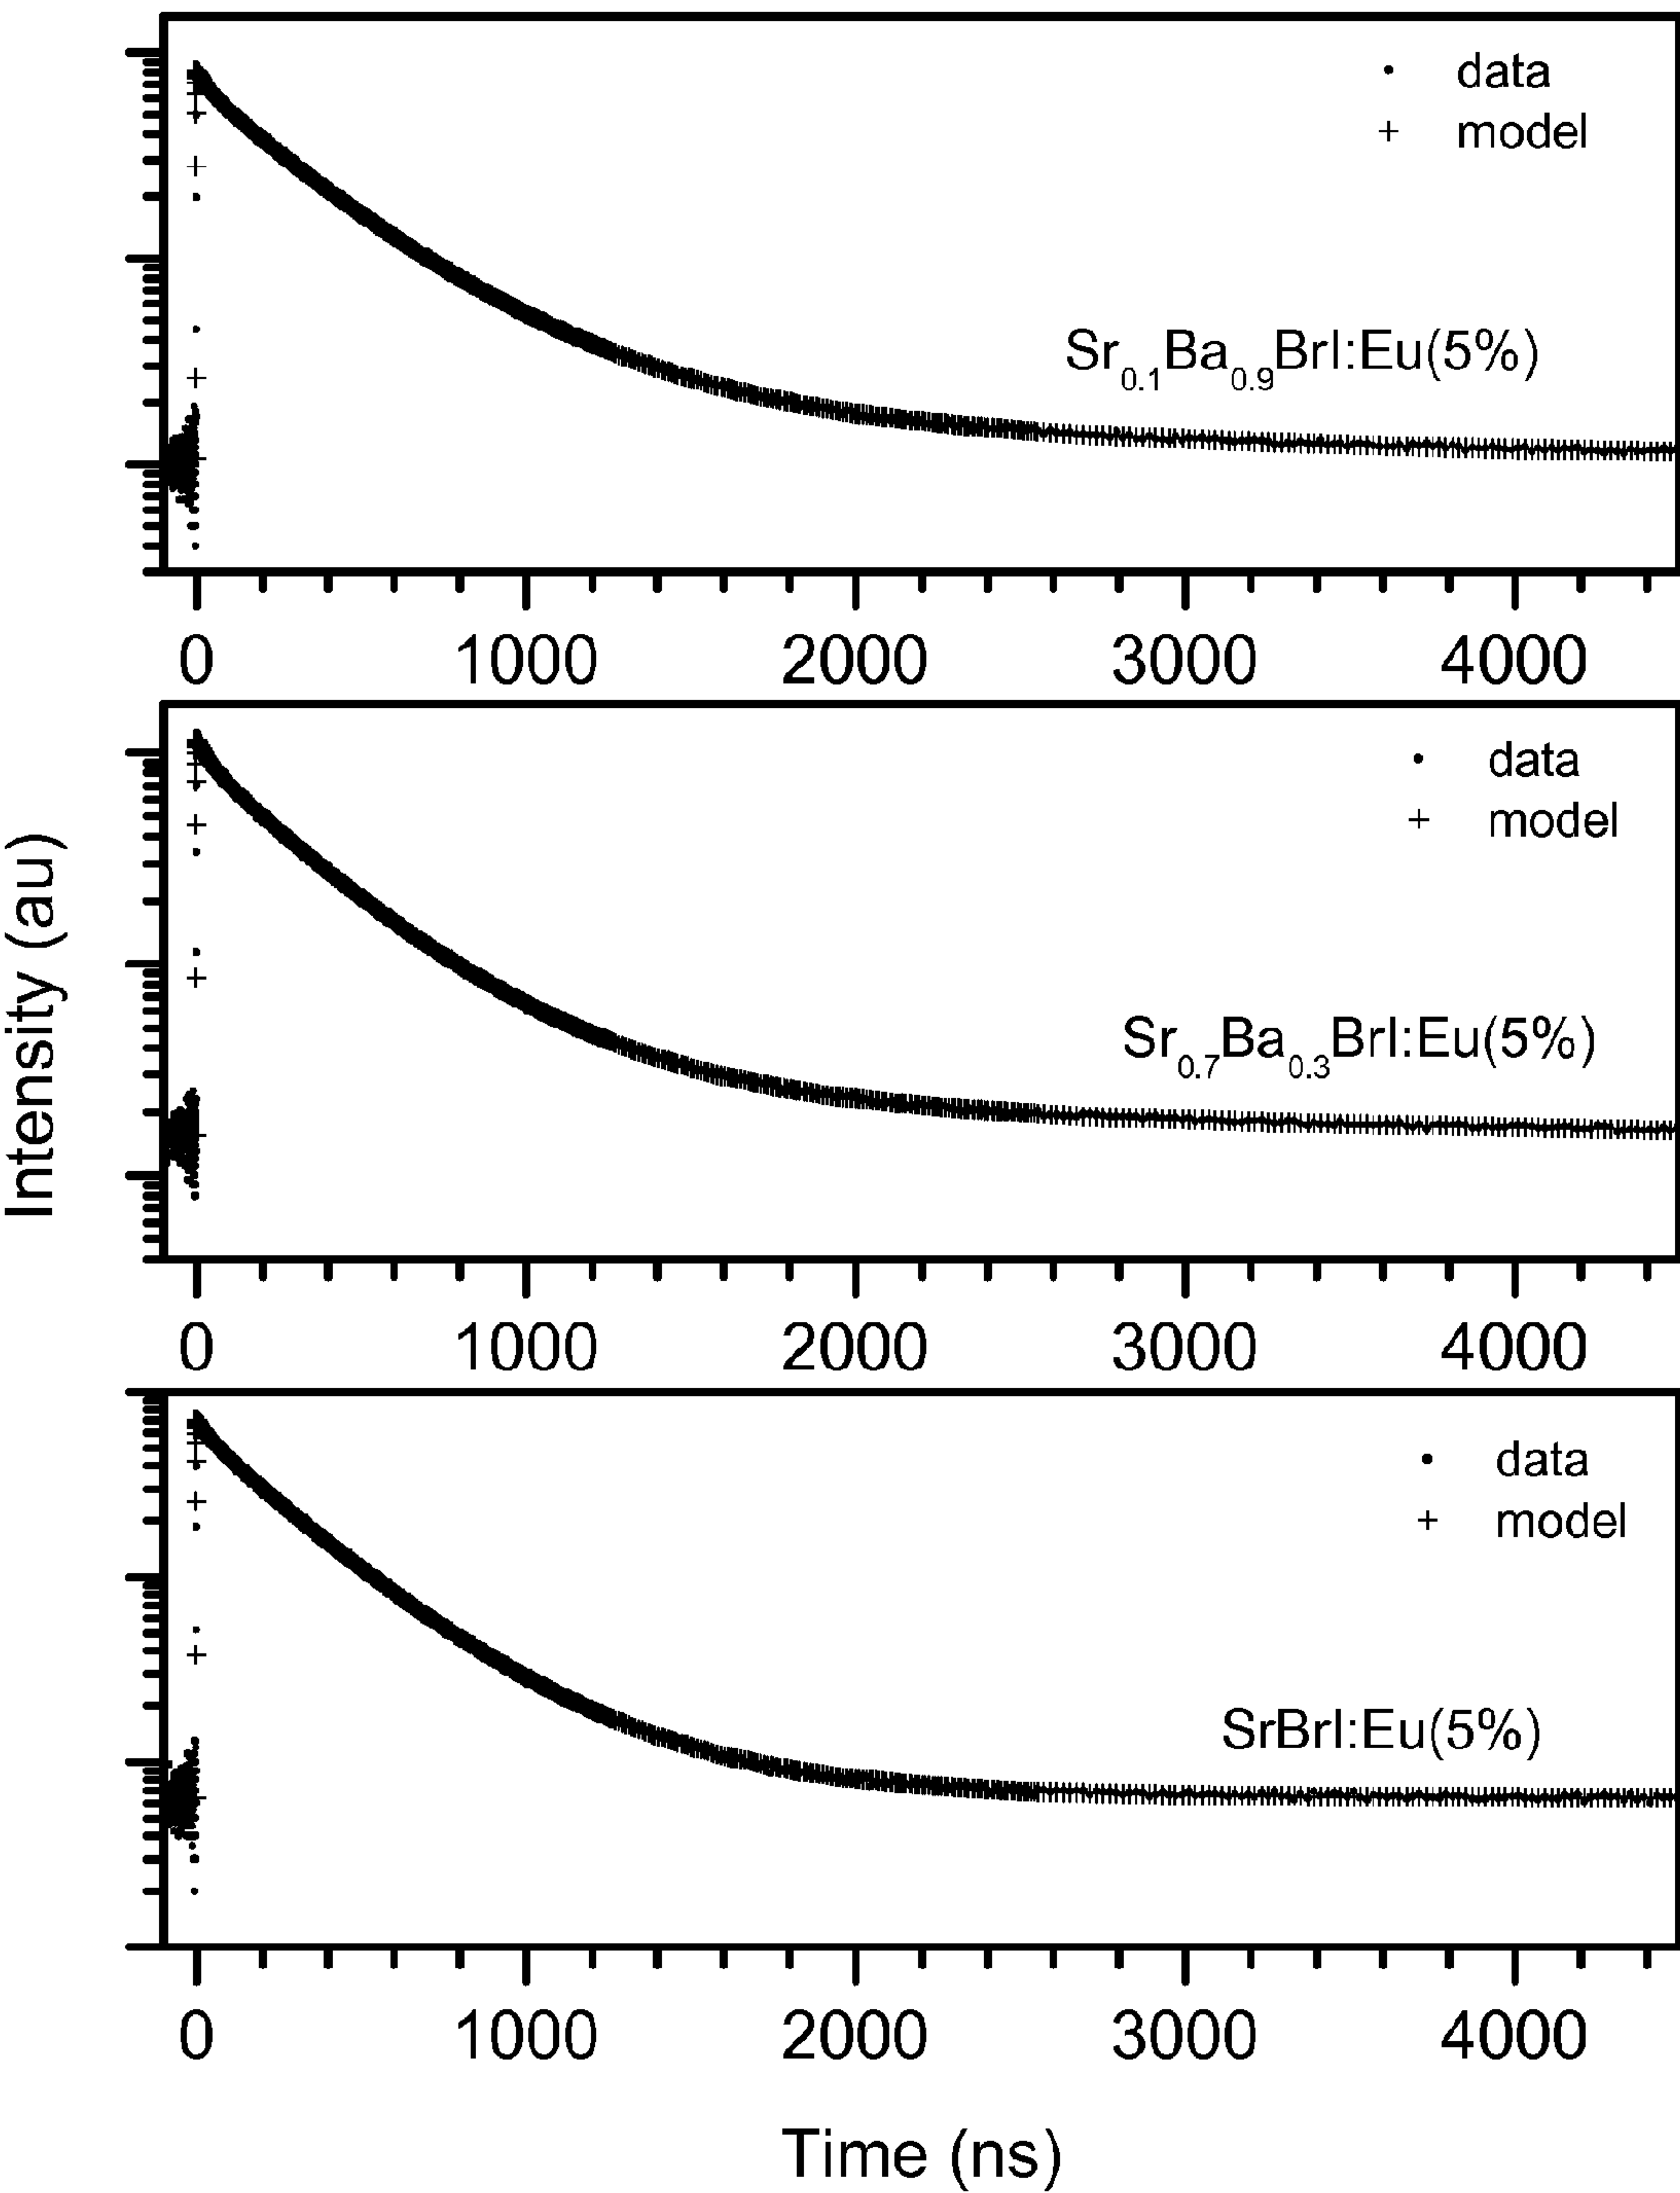 data
model
Sr0.1Ba0.9BrI:Eu(5%)
0 1000 2000 3000 4000
data
model
Sr0.7Ba0.3BrI:Eu(5%)
Intensity (au)
0 1000 2000 3000 4000
data
model
SrBrI:Eu(5%)
0 1000 2000 3000 4000
Time (ns)